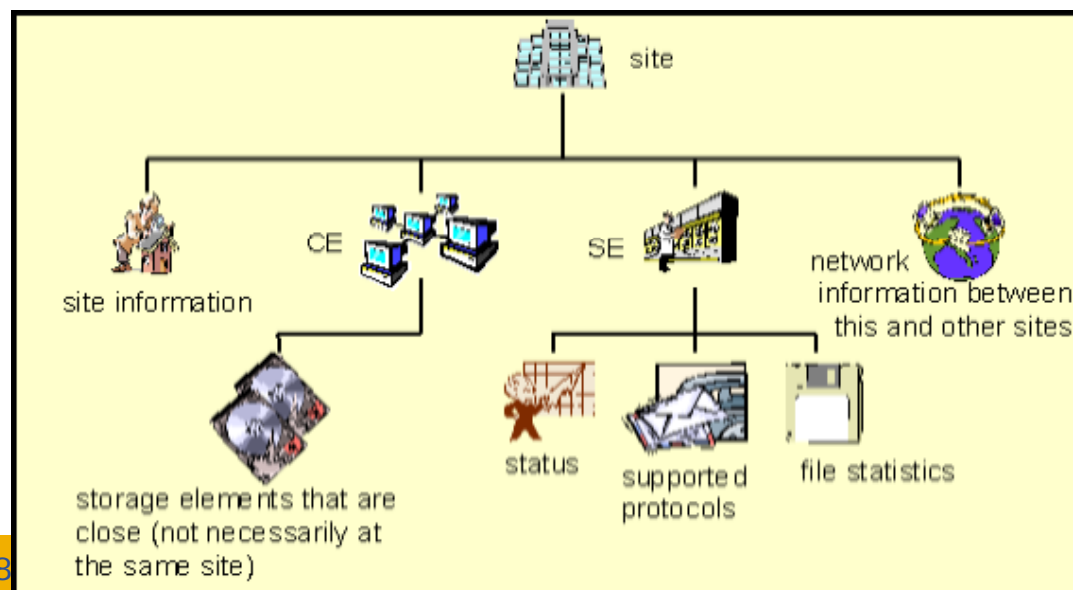 site
CE
SE
site information
network
information between
this and other sites
storage elements that are
close (not necessarily at
the same site)
status
supported
protocols
file statistics